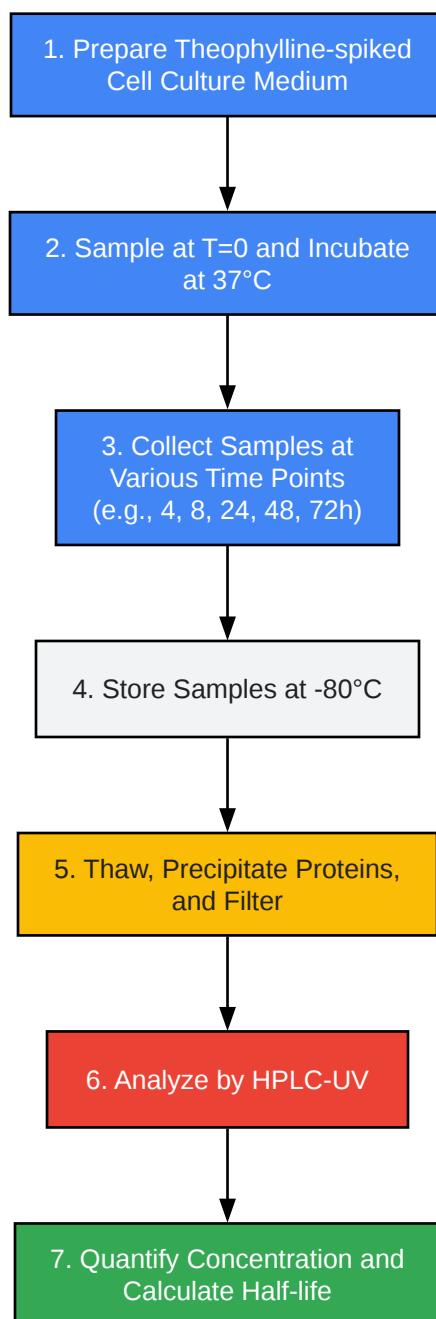 1. Prepare Theophylline-spiked
Cell Culture Medium
2. Sample at T=0 and Incubate
at 37°C
3. Collect Samples at
Various Time Points
(e.g., 4, 8, 24, 48, 72h)
4. Store Samples at -80°C
5. Thaw, Precipitate Proteins,
and Filter
6. Analyze by HPLC-UV
7. Quantify Concentration and
Calculate Half-life